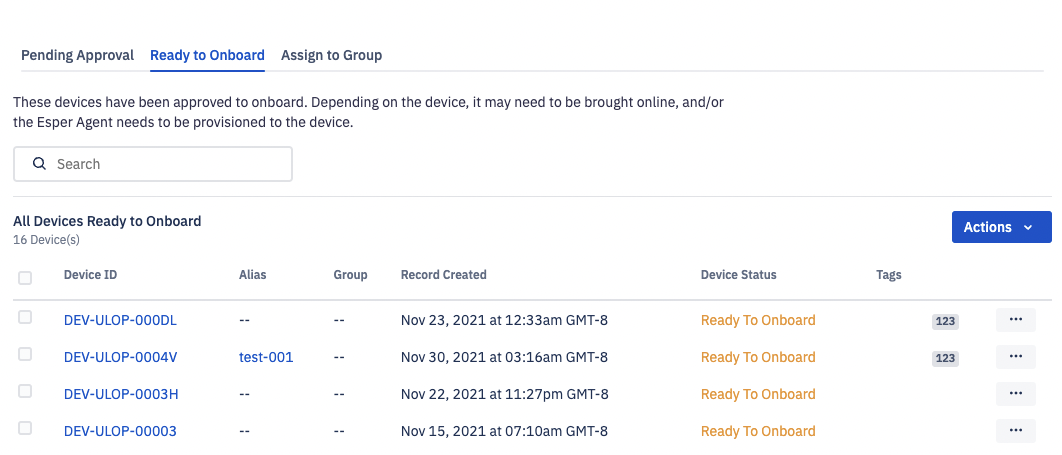 Pending Approval Ready to Onboard Assign to Group
These devices have been approved to onboard. Depending on the device, it may need to be brought online, and/or
the Esper Agent needs to be provisioned to the device.
Search
All Devices Ready to Onboard
16 Device(s)
Actions
Device ID Alias Group Record Created Device Status Tags
DEV-ULOP-000DL -- -- Nov 23, 2021 at 12:33am GMT-8 Ready To Onboard 123 ...
DEV-ULOP-0004V test-001 -- Nov 30, 2021 at 03:16am GMT-8 Ready To Onboard 123 ...
DEV-ULOP-0003H -- -- Nov 22, 2021 at 11:27pm GMT-8 Ready To Onboard ...
DEV-ULOP-00003 -- -- Nov 15, 2021 at 07:10am GMT-8 Ready To Onboard ...